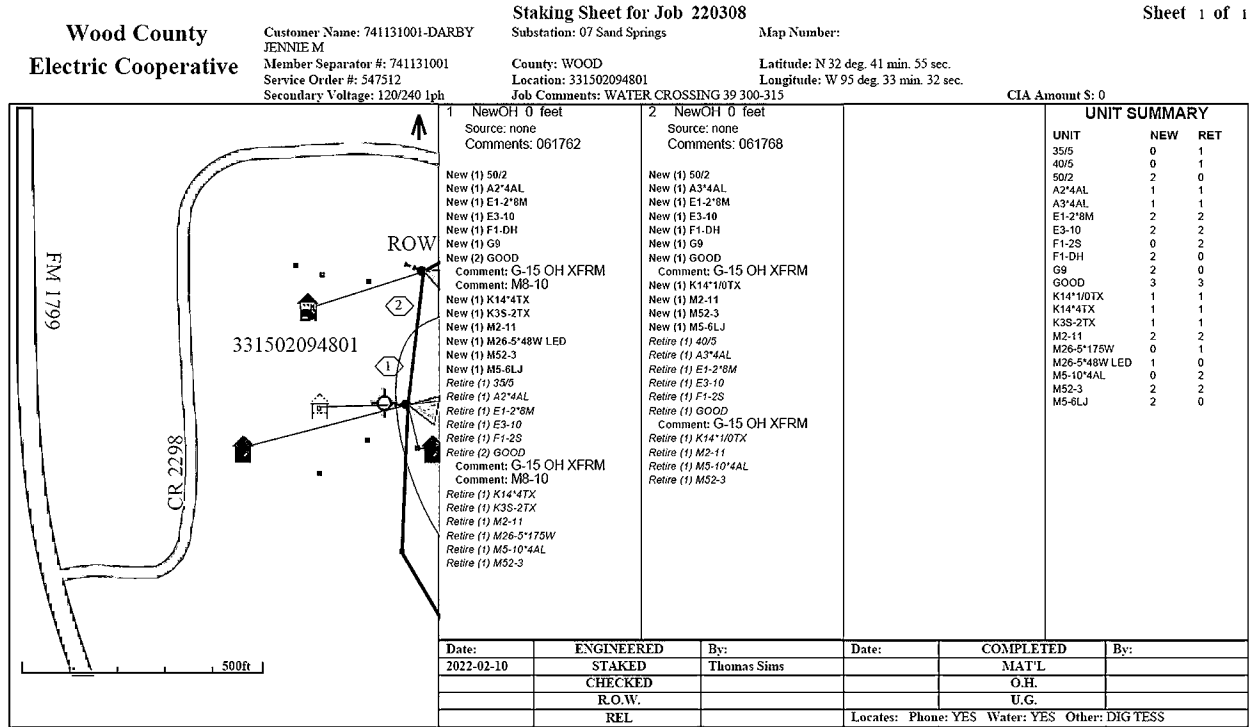 Staking Sheet for Job 220308
Sheet 1 of 1
Wood County
Electric Cooperative
Customer Name: 741131001-DARBY
JENNIE M
Member Separator #: 741131001
Service Order #: 547512
Secondary Voltage: 120/240 1ph
Substation: 07 Sand Springs
Map Number:
County: WOOD
Location: 331502094801
Latitude: N 32 deg. 41 min. 55 sec.
Longitude: W 95 deg. 33 min. 32 sec.
Job Comments: WATER CROSSING 39 300-315
CIA Amount $: 0
FM 1799
CR 2298
ROW
2
331502094801
1
500ft
1 NewOH 0 feet
Source: none
Comments: 061762
New (1) 50/2
New (1) A2*4AL
New (1) E1-2*8M
New (1) E3-10
New (1) F1-DH
New (1) G9
New (2) GOOD
Comment: G-15 OH XFRM
Comment: M8-10
New (1) K14*4TX
New (1) K3S-2TX
New (1) M2-11
New (1) M26-5*48W LED
New (1) M52-3
New (1) M5-6LJ
Retire (1) 35/5
Retire (1) A2*4AL
Retire (1) E1-2*8M
Retire (1) E3-10
Retire (1) F1-2S
Retire (2) GOOD
Comment: G-15 OH XFRM
Comment: M8-10
Retire (1) K14*4TX
Retire (1) K3S-2TX
Retire (1) M2-11
Retire (1) M26-5*175W
Retire (1) M5-10*4AL
Retire (1) M52-3
2 NewOH 0 feet
Source: none
Comments: 061768
New (1) 50/2
New (1) A3*4AL
New (1) E1-2*8M
New (1) E3-10
New (1) F1-DH
New (1) G9
New (1) GOOD
Comment: G-15 OH XFRM
New (1) K14*1/0TX
New (1) M2-11
New (1) M52-3
New (1) M5-6LJ
Retire (1) 40/5
Retire (1) A3*4AL
Retire (1) E1-2*8M
Retire (1) E3-10
Retire (1) F1-2S
Retire (1) GOOD
Comment: G-15 OH XFRM
Retire (1) K14*1/0TX
Retire (1) M2-11
Retire (1) M5-10*4AL
Retire (1) M52-3
UNIT SUMMARY
UNIT NEW RET
35/5 0 1
40/5 0 1
50/2 2 0
A2*4AL 1 1
A3*4AL 1 1
E1-2*8M 2 2
E3-10 2 2
F1-2S 0 2
F1-DH 2 0
G9 2 0
GOOD 3 3
K14*1/0TX 1 1
K14*4TX 1 1
K3S-2TX 1 1
M2-11 2 2
M26-5*175W 0 1
M26-5*48W LED 1 0
M5-10*4AL 0 2
M52-3 2 2
M5-6LJ 2 0
Date: ENGINEERED By: Date: COMPLETED By:
2022-02-10 STAKED Thomas Sims MAT'L
CHECKED O.H.
R.O.W. U.G.
REL Locates: Phone: YES Water: YES Other: DIG TESS